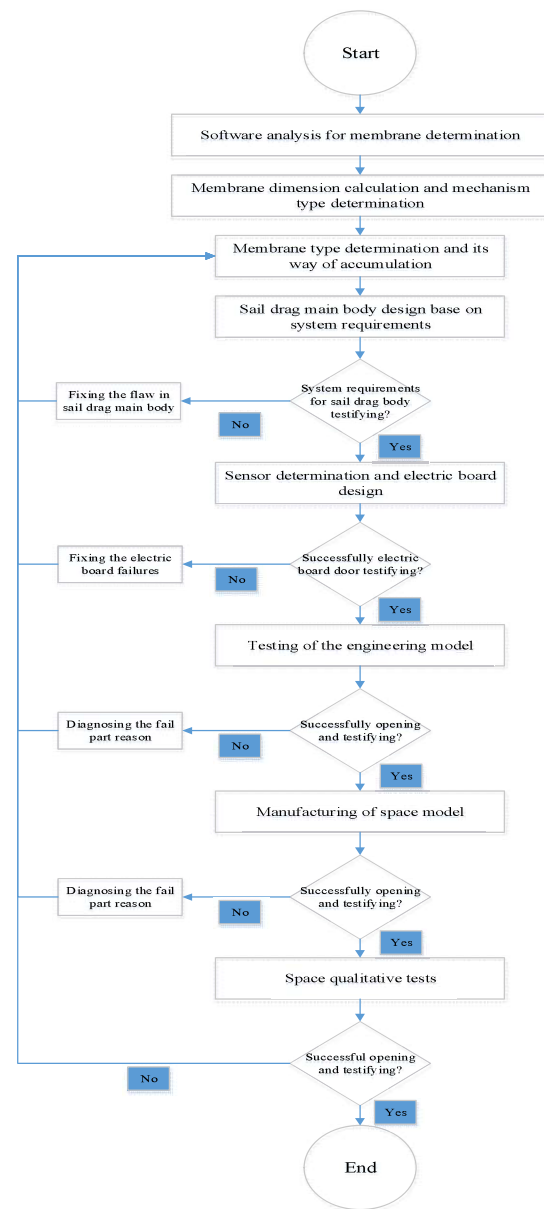 Start
Software analysis for membrane determination
Membrane dimension calculation and mechanism
type determination
Membrane type determination and its
way of accumulation
Sail drag main body design base on
system requirements
System requirements
for sail drag body
testifying?
Fixing the flaw in
sail drag main body
No
Yes
Sensor determination and electric board
design
Successfully electric
board door testifying?
Fixing the electric
board failures
No
Yes
Testing of the engineering model
Successfully opening
and testifying?
Diagnosing the fail
part reason
No
Yes
Manufacturing of space model
Successfully opening
and testifying?
Diagnosing the fail
part reason
No
Yes
Space qualitative tests
Successful opening
and testifying?
No
Yes
End